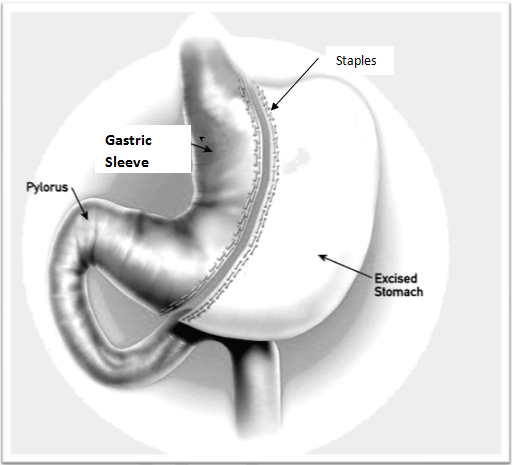 Staples
Gastric
Sleeve
Pylorus
Excised
Stomach